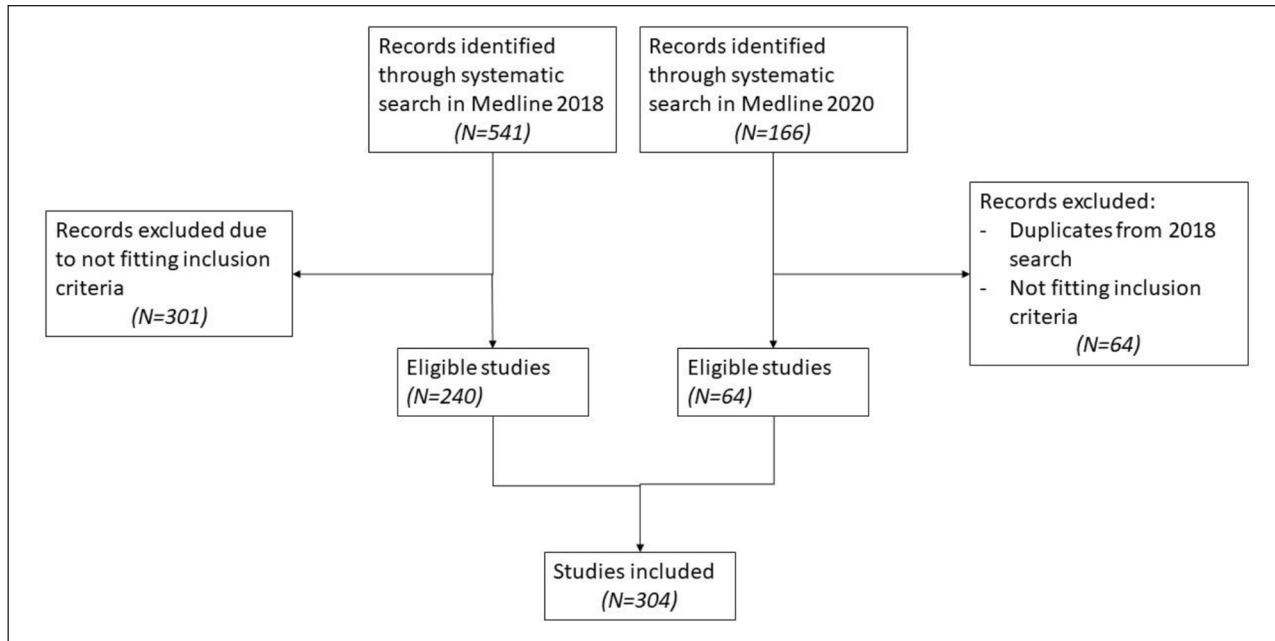 Records identified
through systematic
search in Medline 2018
(N=541)
Records identified
through systematic
search in Medline 2020
(N=166)
Records excluded due
to not fitting inclusion
criteria
(N=301)
Records excluded:
- Duplicates from 2018
search
- Not fitting inclusion
criteria
(N=64)
Eligible studies
(N=240)
Eligible studies
(N=64)
Studies included
(N=304)